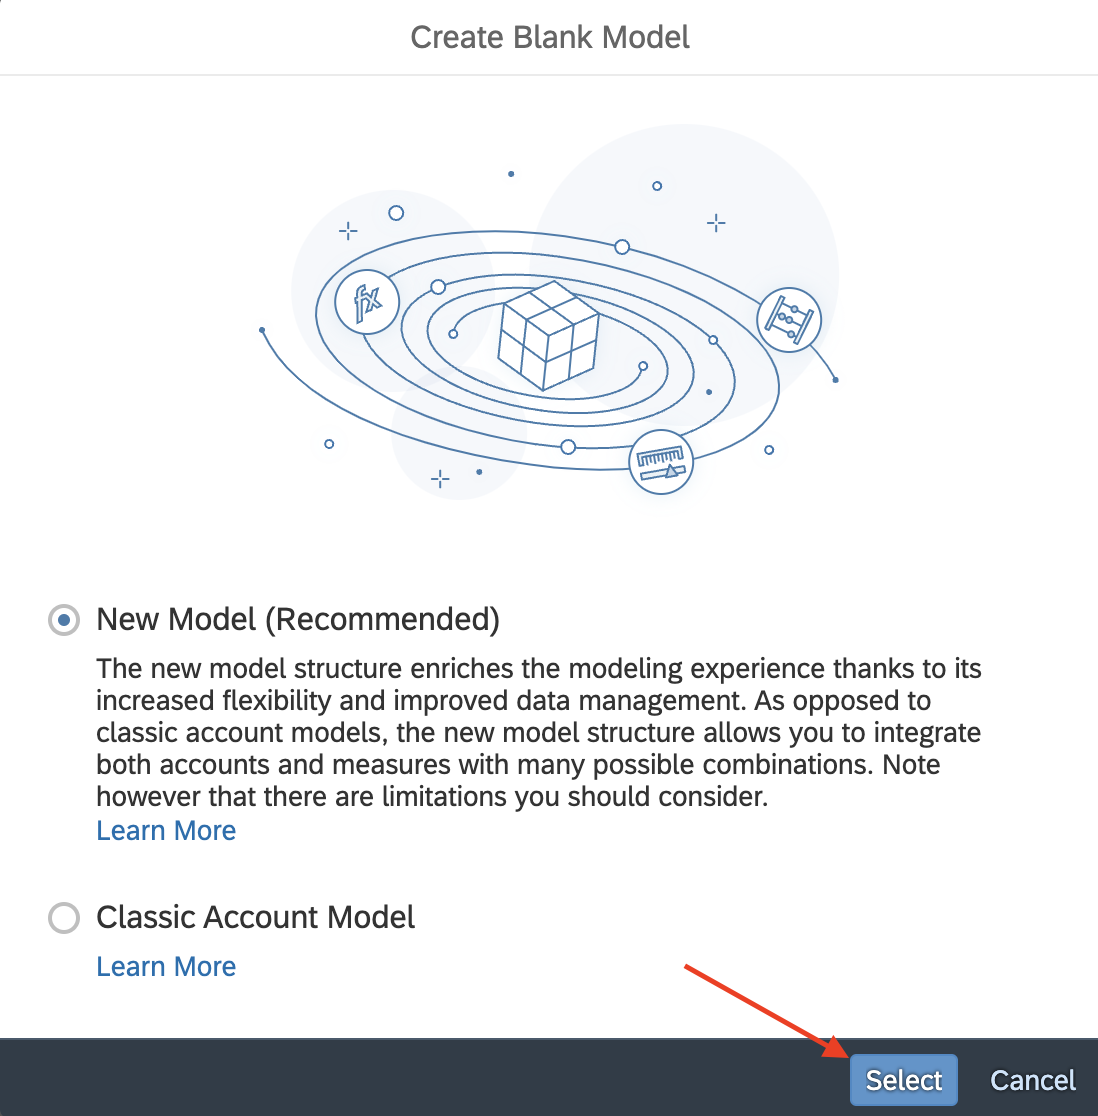 Create Blank Model
fx
New Model (Recommended)
The new model structure enriches the modeling experience thanks to its
increased flexibility and improved data management. As opposed to
classic account models, the new model structure allows you to integrate
both accounts and measures with many possible combinations. Note
however that there are limitations you should consider.
Learn More
Classic Account Model
Learn More
Select
Cancel